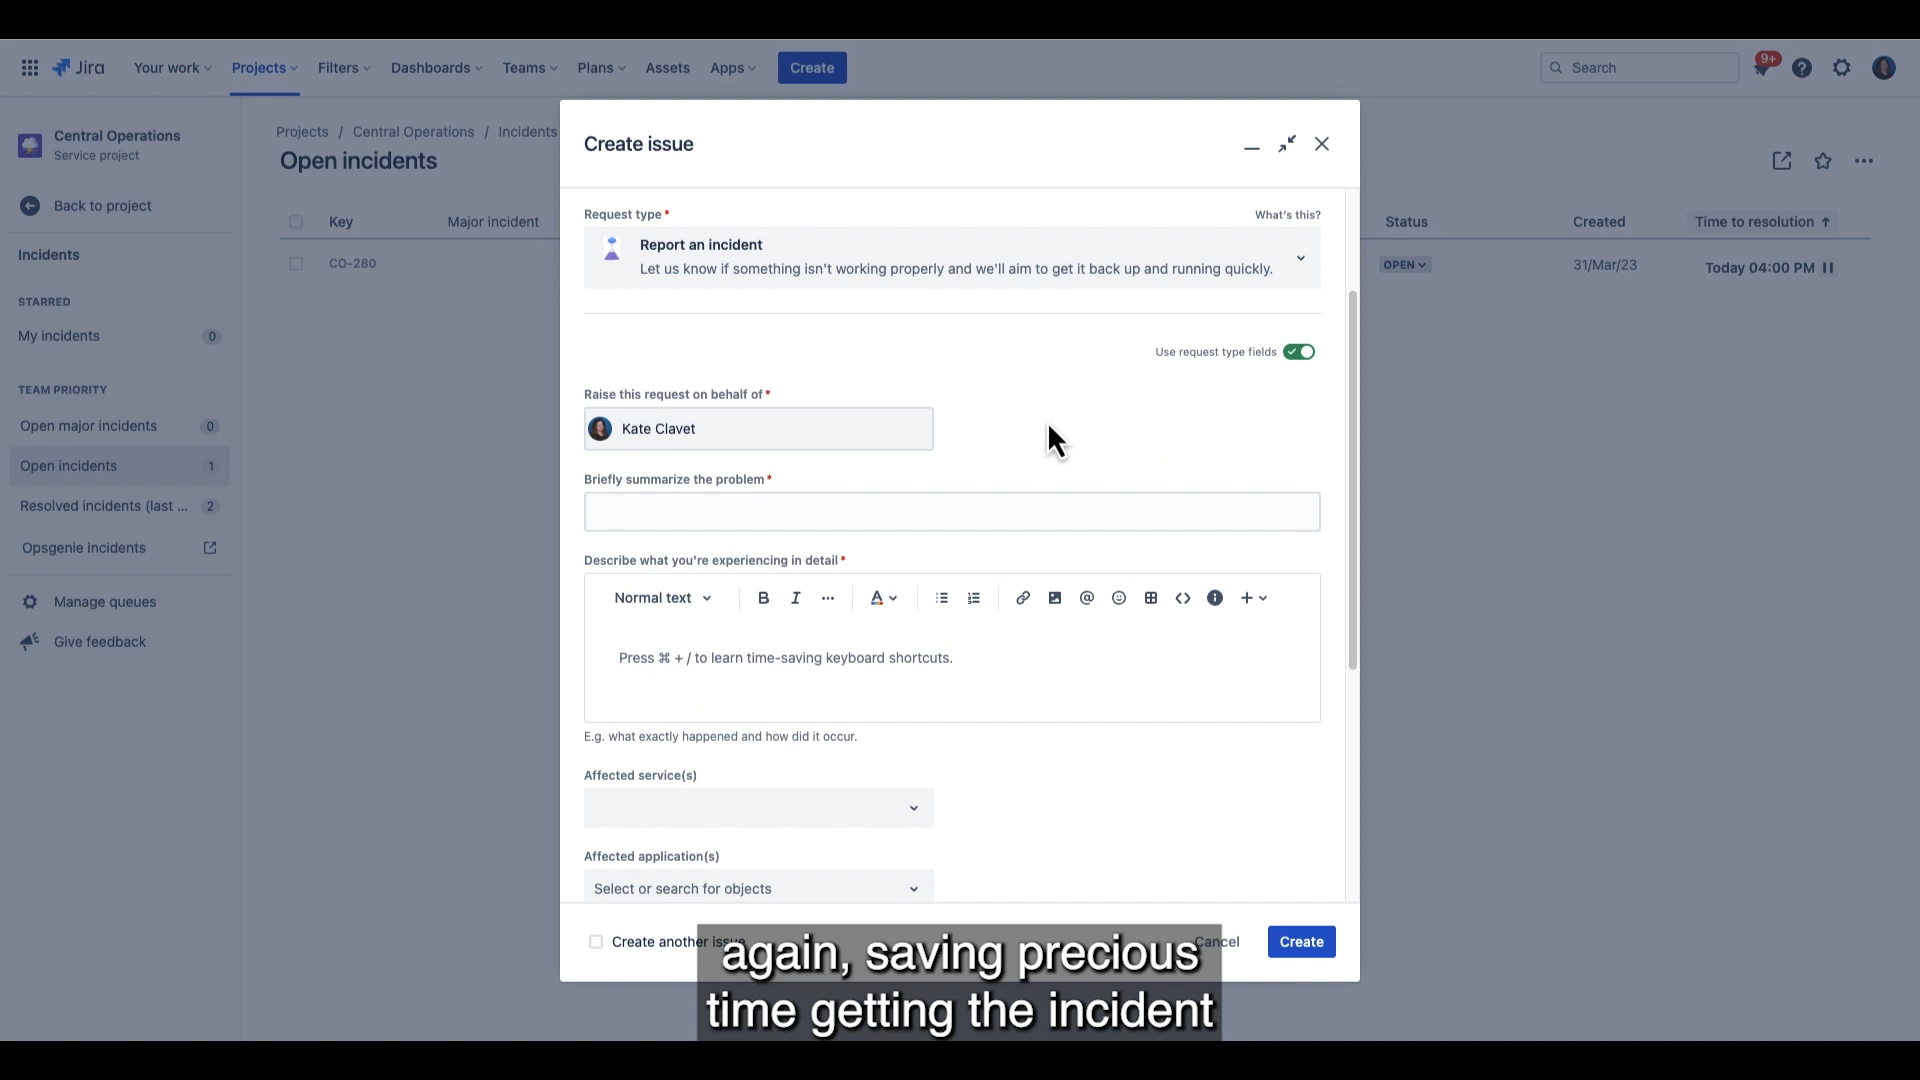 Jira
Your work
Projects
Filters
Dashboards
Teams
Plans
Assets
Apps
Create
Search
9+
Central Operations
Service project
Back to project
Incidents
STARRED
My incidents 0
TEAM PRIORITY
Open major incidents 0
Open incidents 1
Resolved incidents (last ... 2
Opsgenie incidents
Manage queues
Give feedback
Projects / Central Operations / Incidents
Open incidents
Key
Major incident
Status
Created
Time to resolution ↑
CO-280
OPEN
31/Mar/23
Today 04:00 PM
Create issue
Request type*
What's this?
Report an incident
Let us know if something isn't working properly and we'll aim to get it back up and running quickly.
Use request type fields
Raise this request on behalf of*
Kate Clavet
Briefly summarize the problem*
Describe what you're experiencing in detail*
Normal text
B I ... A
Press ⌘ + / to learn time-saving keyboard shortcuts.
E.g. what exactly happened and how did it occur.
Affected service(s)
Affected application(s)
Select or search for objects
Create another issue
Cancel
Create
again, saving precious
time getting the incident